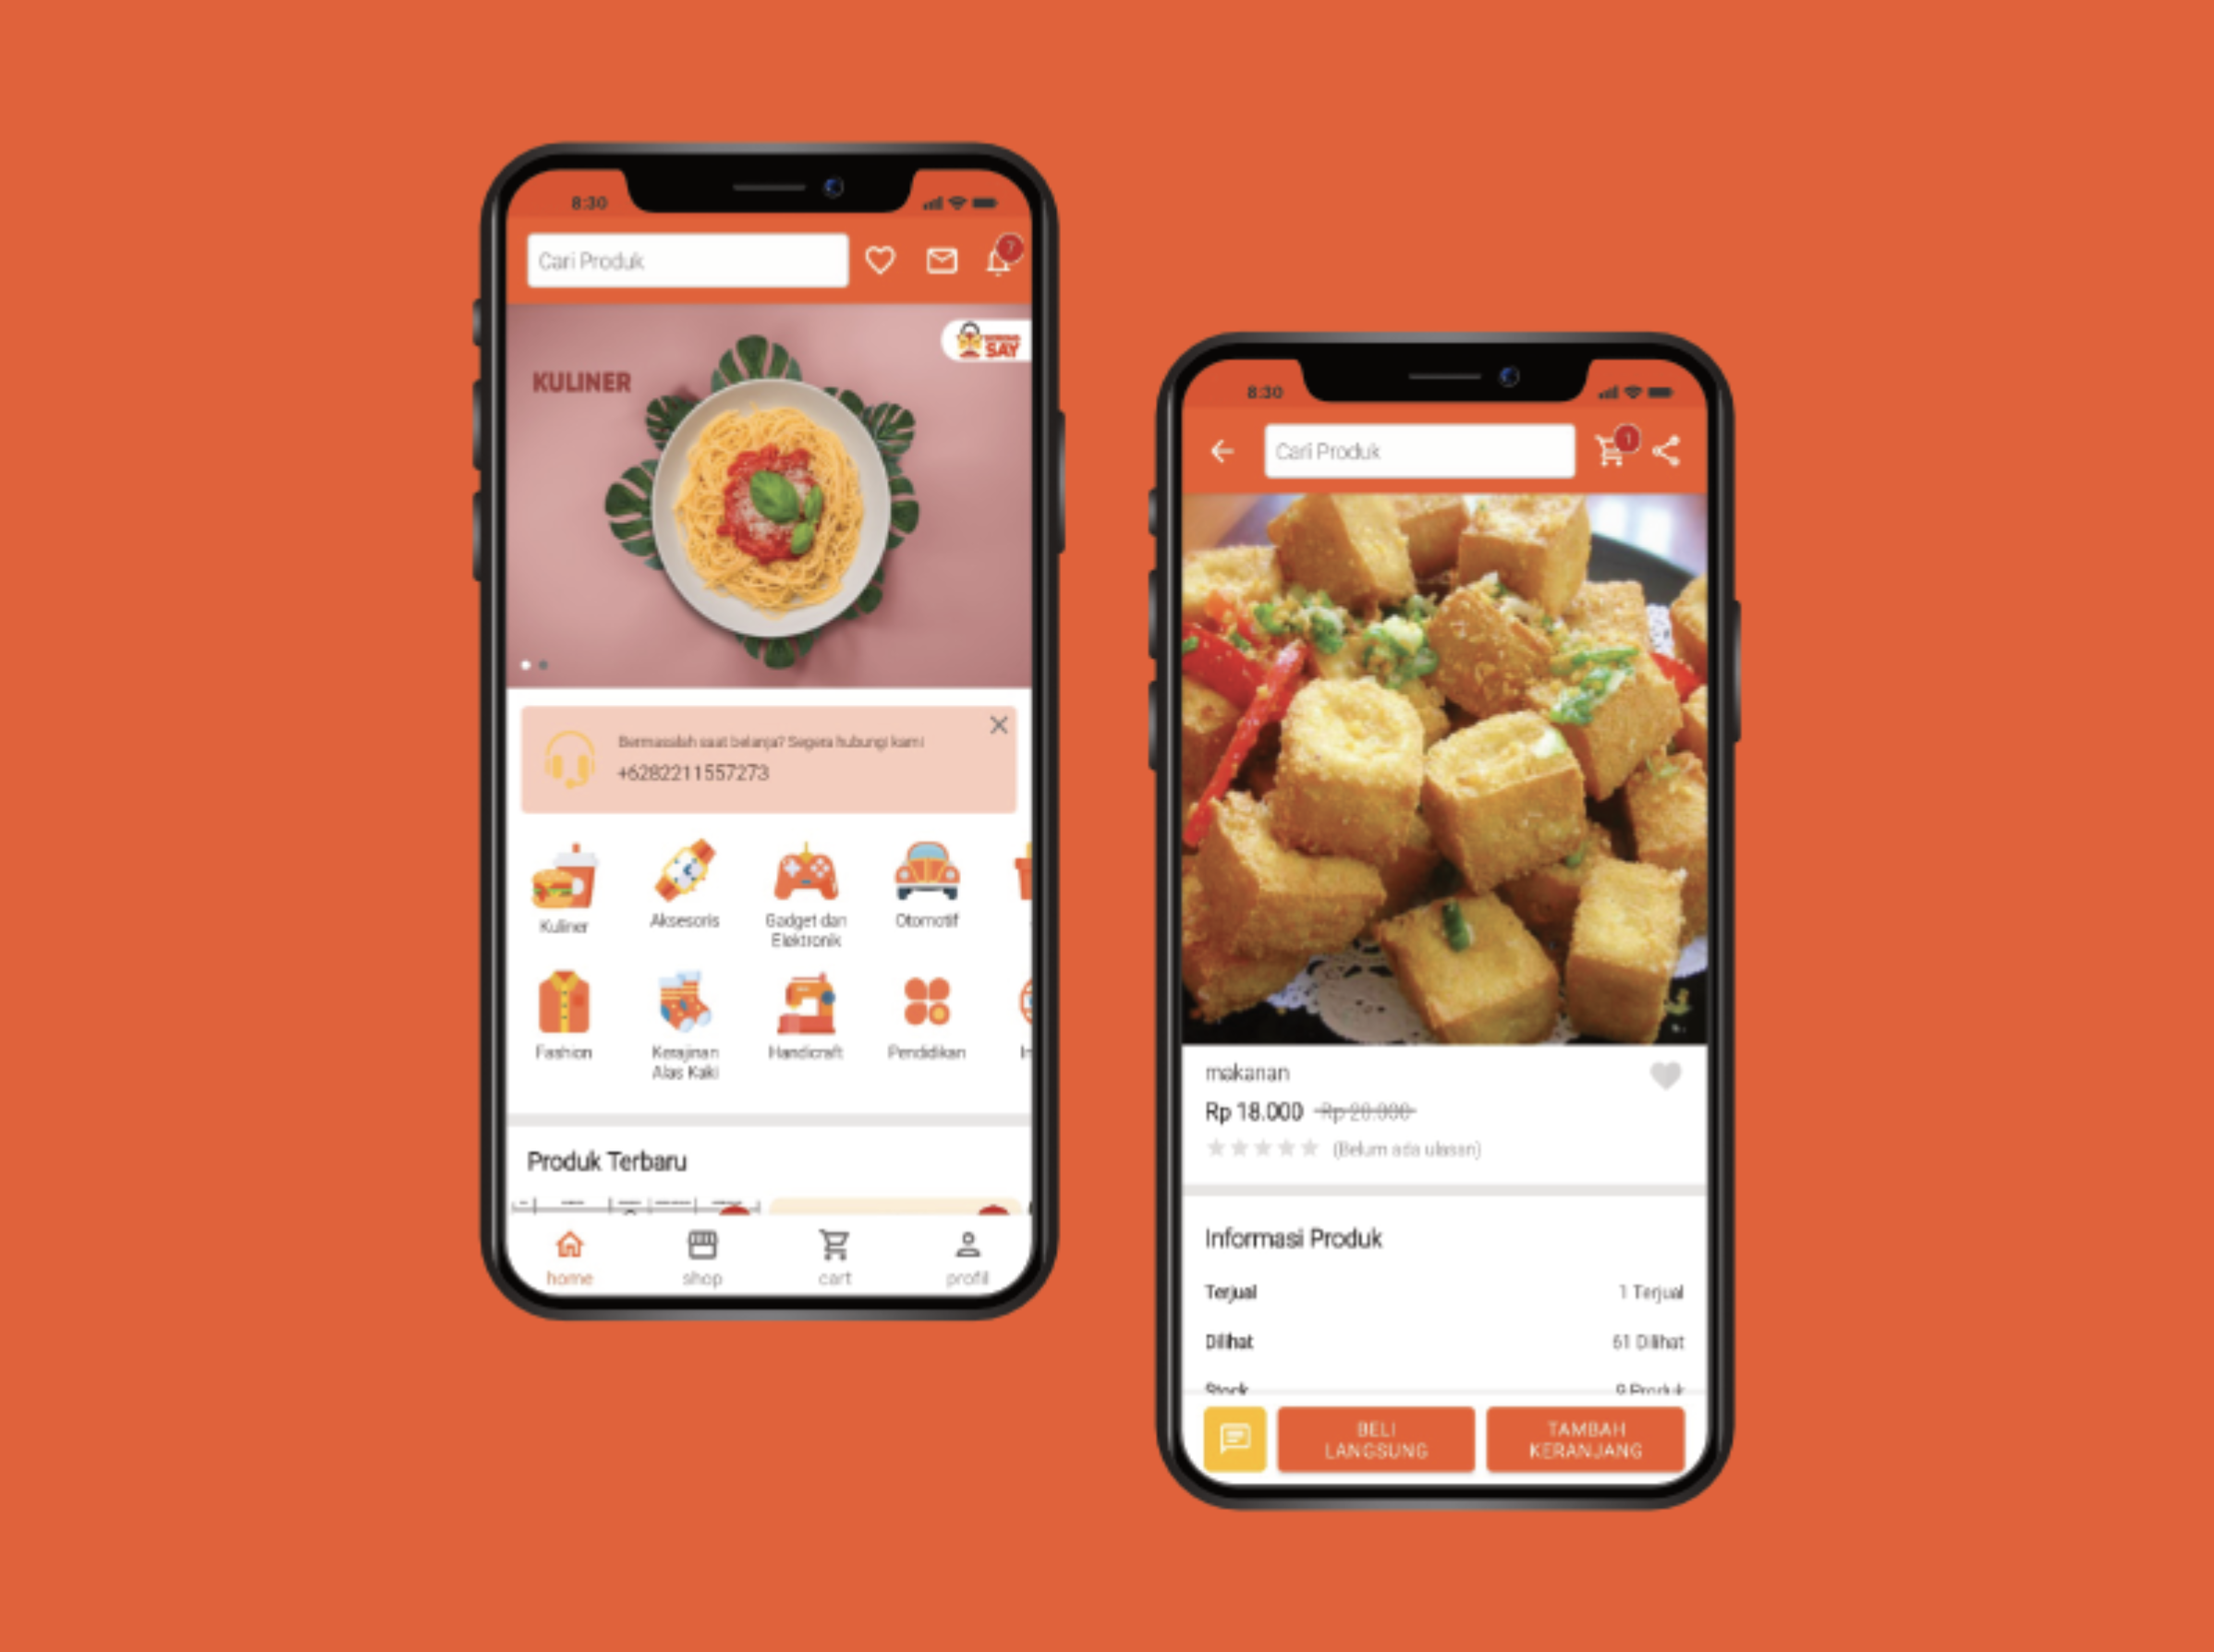 8:30
Cari Produk
7
SAY
KULINER
Bermasalah saat belanja? Segera hubungi kami
+6282211557273
Kuliner
Aksesoris
Gadget dan
Elektronik
Otomotif
Fashion
Kerajinan
Alas Kaki
Handicraft
Pendidikan
In
Produk Terbaru
home
shop
cart
profil
8:30
Cari Produk
1
makanan
Rp 18.000 Rp 20.000
(Belum ada ulasan)
Informasi Produk
Terjual 1 Terjual
Dilihat 61 Dilihat
Stock 9 Produk
BELI
LANGSUNG
TAMBAH
KERANJANG